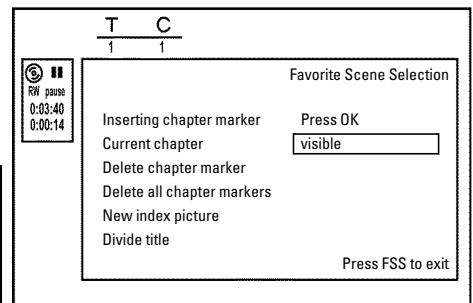 T C
1 1
RW pause
0:03:40
0:00:14
Favorite Scene Selection
Inserting chapter marker Press OK
Current chapter visible
Delete chapter marker
Delete all chapter markers
New index picture
Divide title
Press FSS to exit